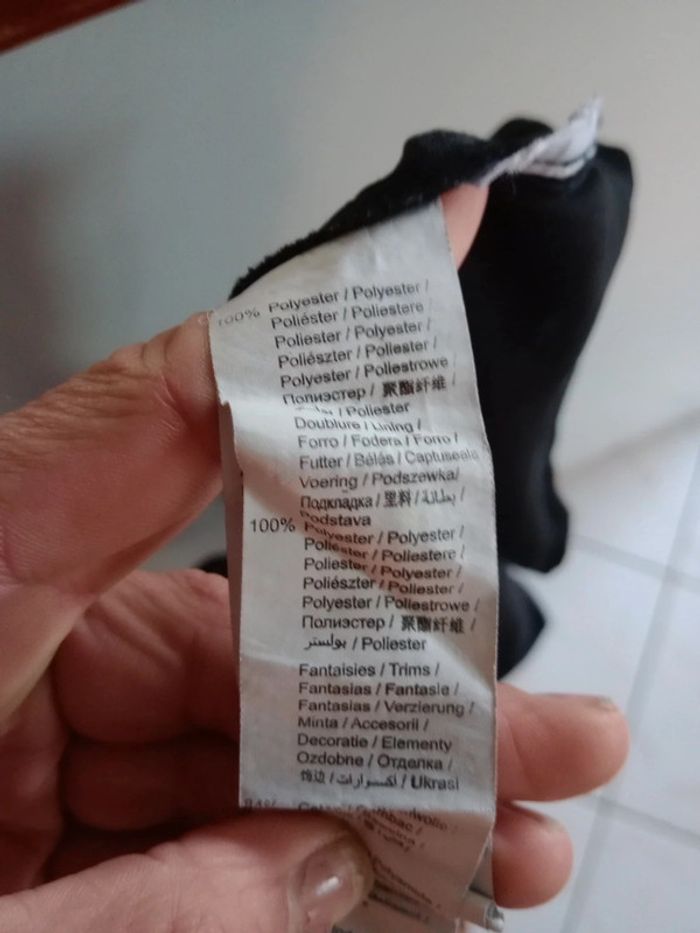 100% Polyester / Polyester /
Poliéster / Poliestere /
Poliester / Polyester /
Poliészter / Poliester /
Polyester / Poliestrowe /
Полиэстер / 聚酯纤维 /
/ Poliester
Doublure / Lining /
Forro / Fodera / Forro /
Futter / Bélés / Captuseala
Voering / Podszewka/
Подкладка / 里料 / بطانة /
Podstava
100% Polyester / Polyester /
Poliester / Poliestere /
Poliester / Polyester /
Poliészter / Poliester /
Polyester / Poliestrowe /
Полиэстер / 聚酯纤维 /
بولستر / Poliester
Fantaisies / Trims /
Fantasias / Fantasie /
Fantasias / Verzierung /
Minta / Accesorii /
Decoratie / Elementy
Ozdobne / Отделка /
饰边 / اكسسوارات / Ukrasi
84%